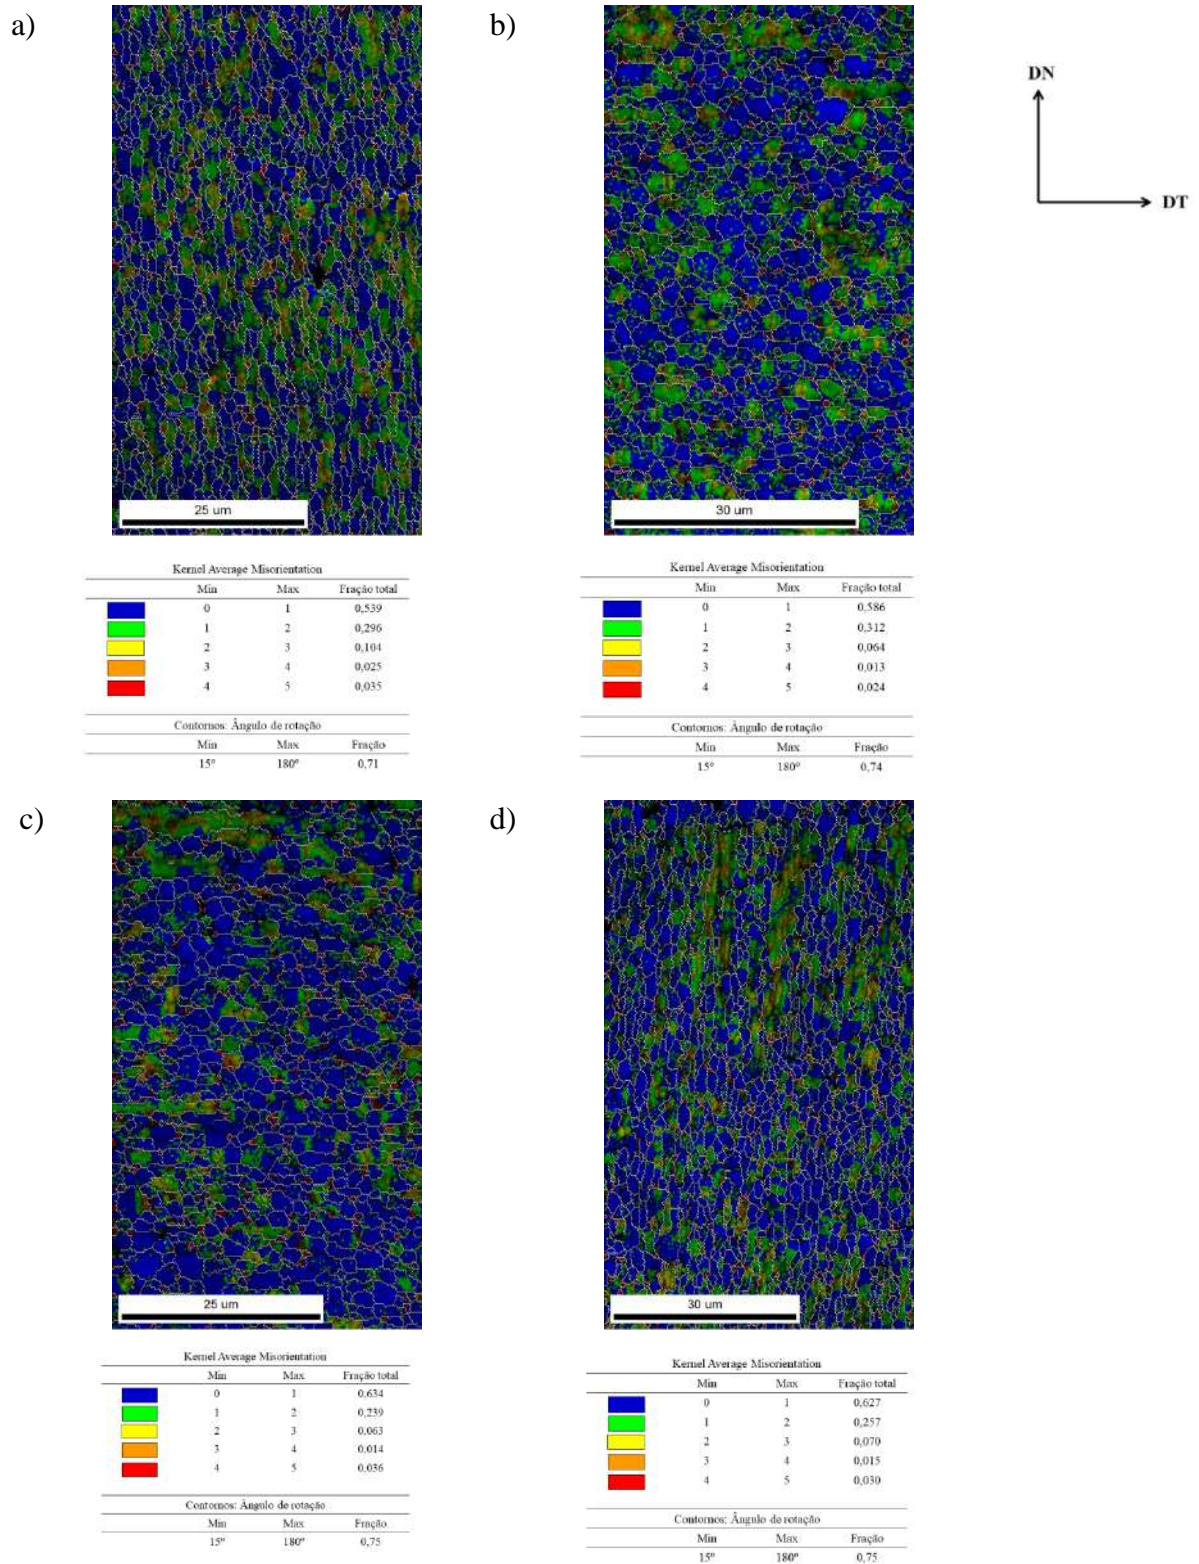 a)
b)
DN
DT
25 um
30 um
Kernel Average Misorientation
Min Max Fração total
0 1 0,539
1 2 0,296
2 3 0,104
3 4 0,025
4 5 0,035
Contornos: Ângulo de rotação
Min Max Fração
15º 180º 0,71
Kernel Average Misorientation
Min Max Fração total
0 1 0,586
1 2 0,312
2 3 0,064
3 4 0,013
4 5 0,024
Contornos: Ângulo de rotação
Min Max Fração
15º 180º 0,74
c)
d)
25 um
30 um
Kernel Average Misorientation
Min Max Fração total
0 1 0,634
1 2 0,239
2 3 0,063
3 4 0,014
4 5 0,036
Contornos: Ângulo de rotação
Min Max Fração
15º 180º 0,75
Kernel Average Misorientation
Min Max Fração total
0 1 0,627
1 2 0,257
2 3 0,070
3 4 0,015
4 5 0,030
Contornos: Ângulo de rotação
Min Max Fração
15º 180º 0,75